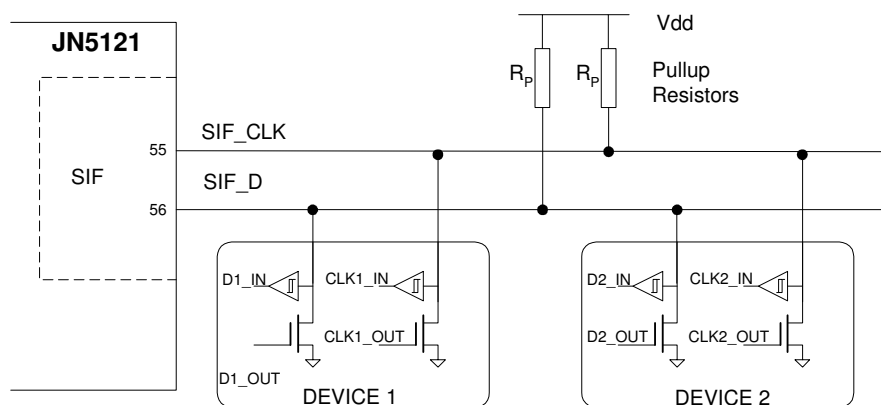 JN5121
Vdd
R_P R_P Pullup
Resistors
SIF_CLK
55
SIF
SIF_D
56
D1_IN CLK1_IN D2_IN CLK2_IN
CLK1_OUT D2_OUT CLK2_OUT
D1_OUT
DEVICE 1 DEVICE 2